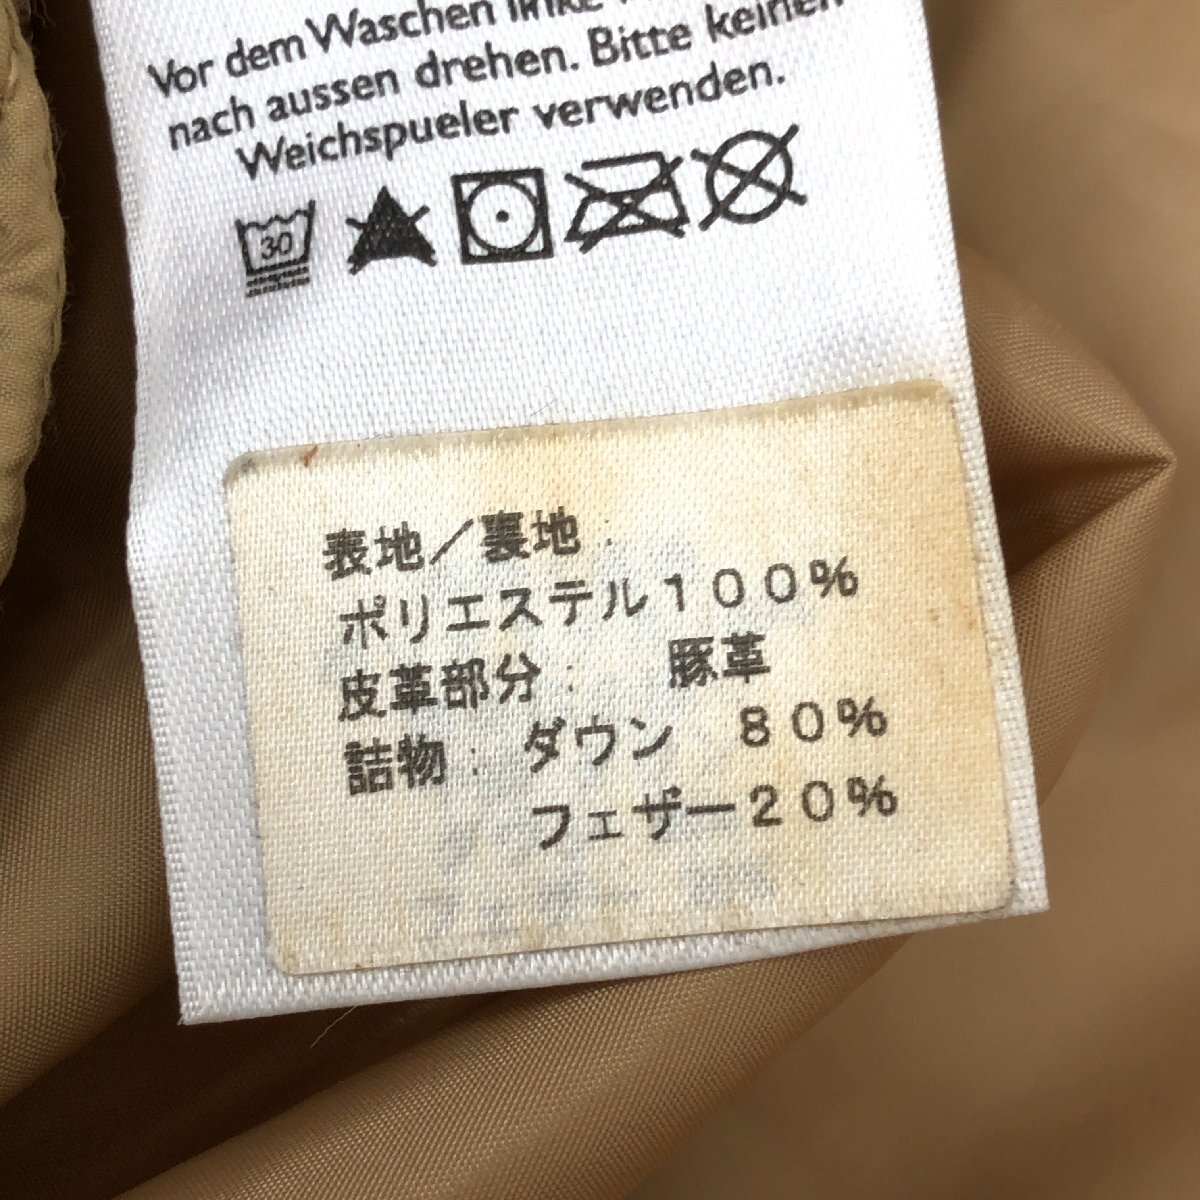 Vor dem Waschen linke
nach aussen drehen. Bitte keinen
Weichspueler verwenden.
30
表地／裏地：
ポリエステル１００％
皮革部分：　豚革
詰物：ダウン　８０％
フェザー２０％